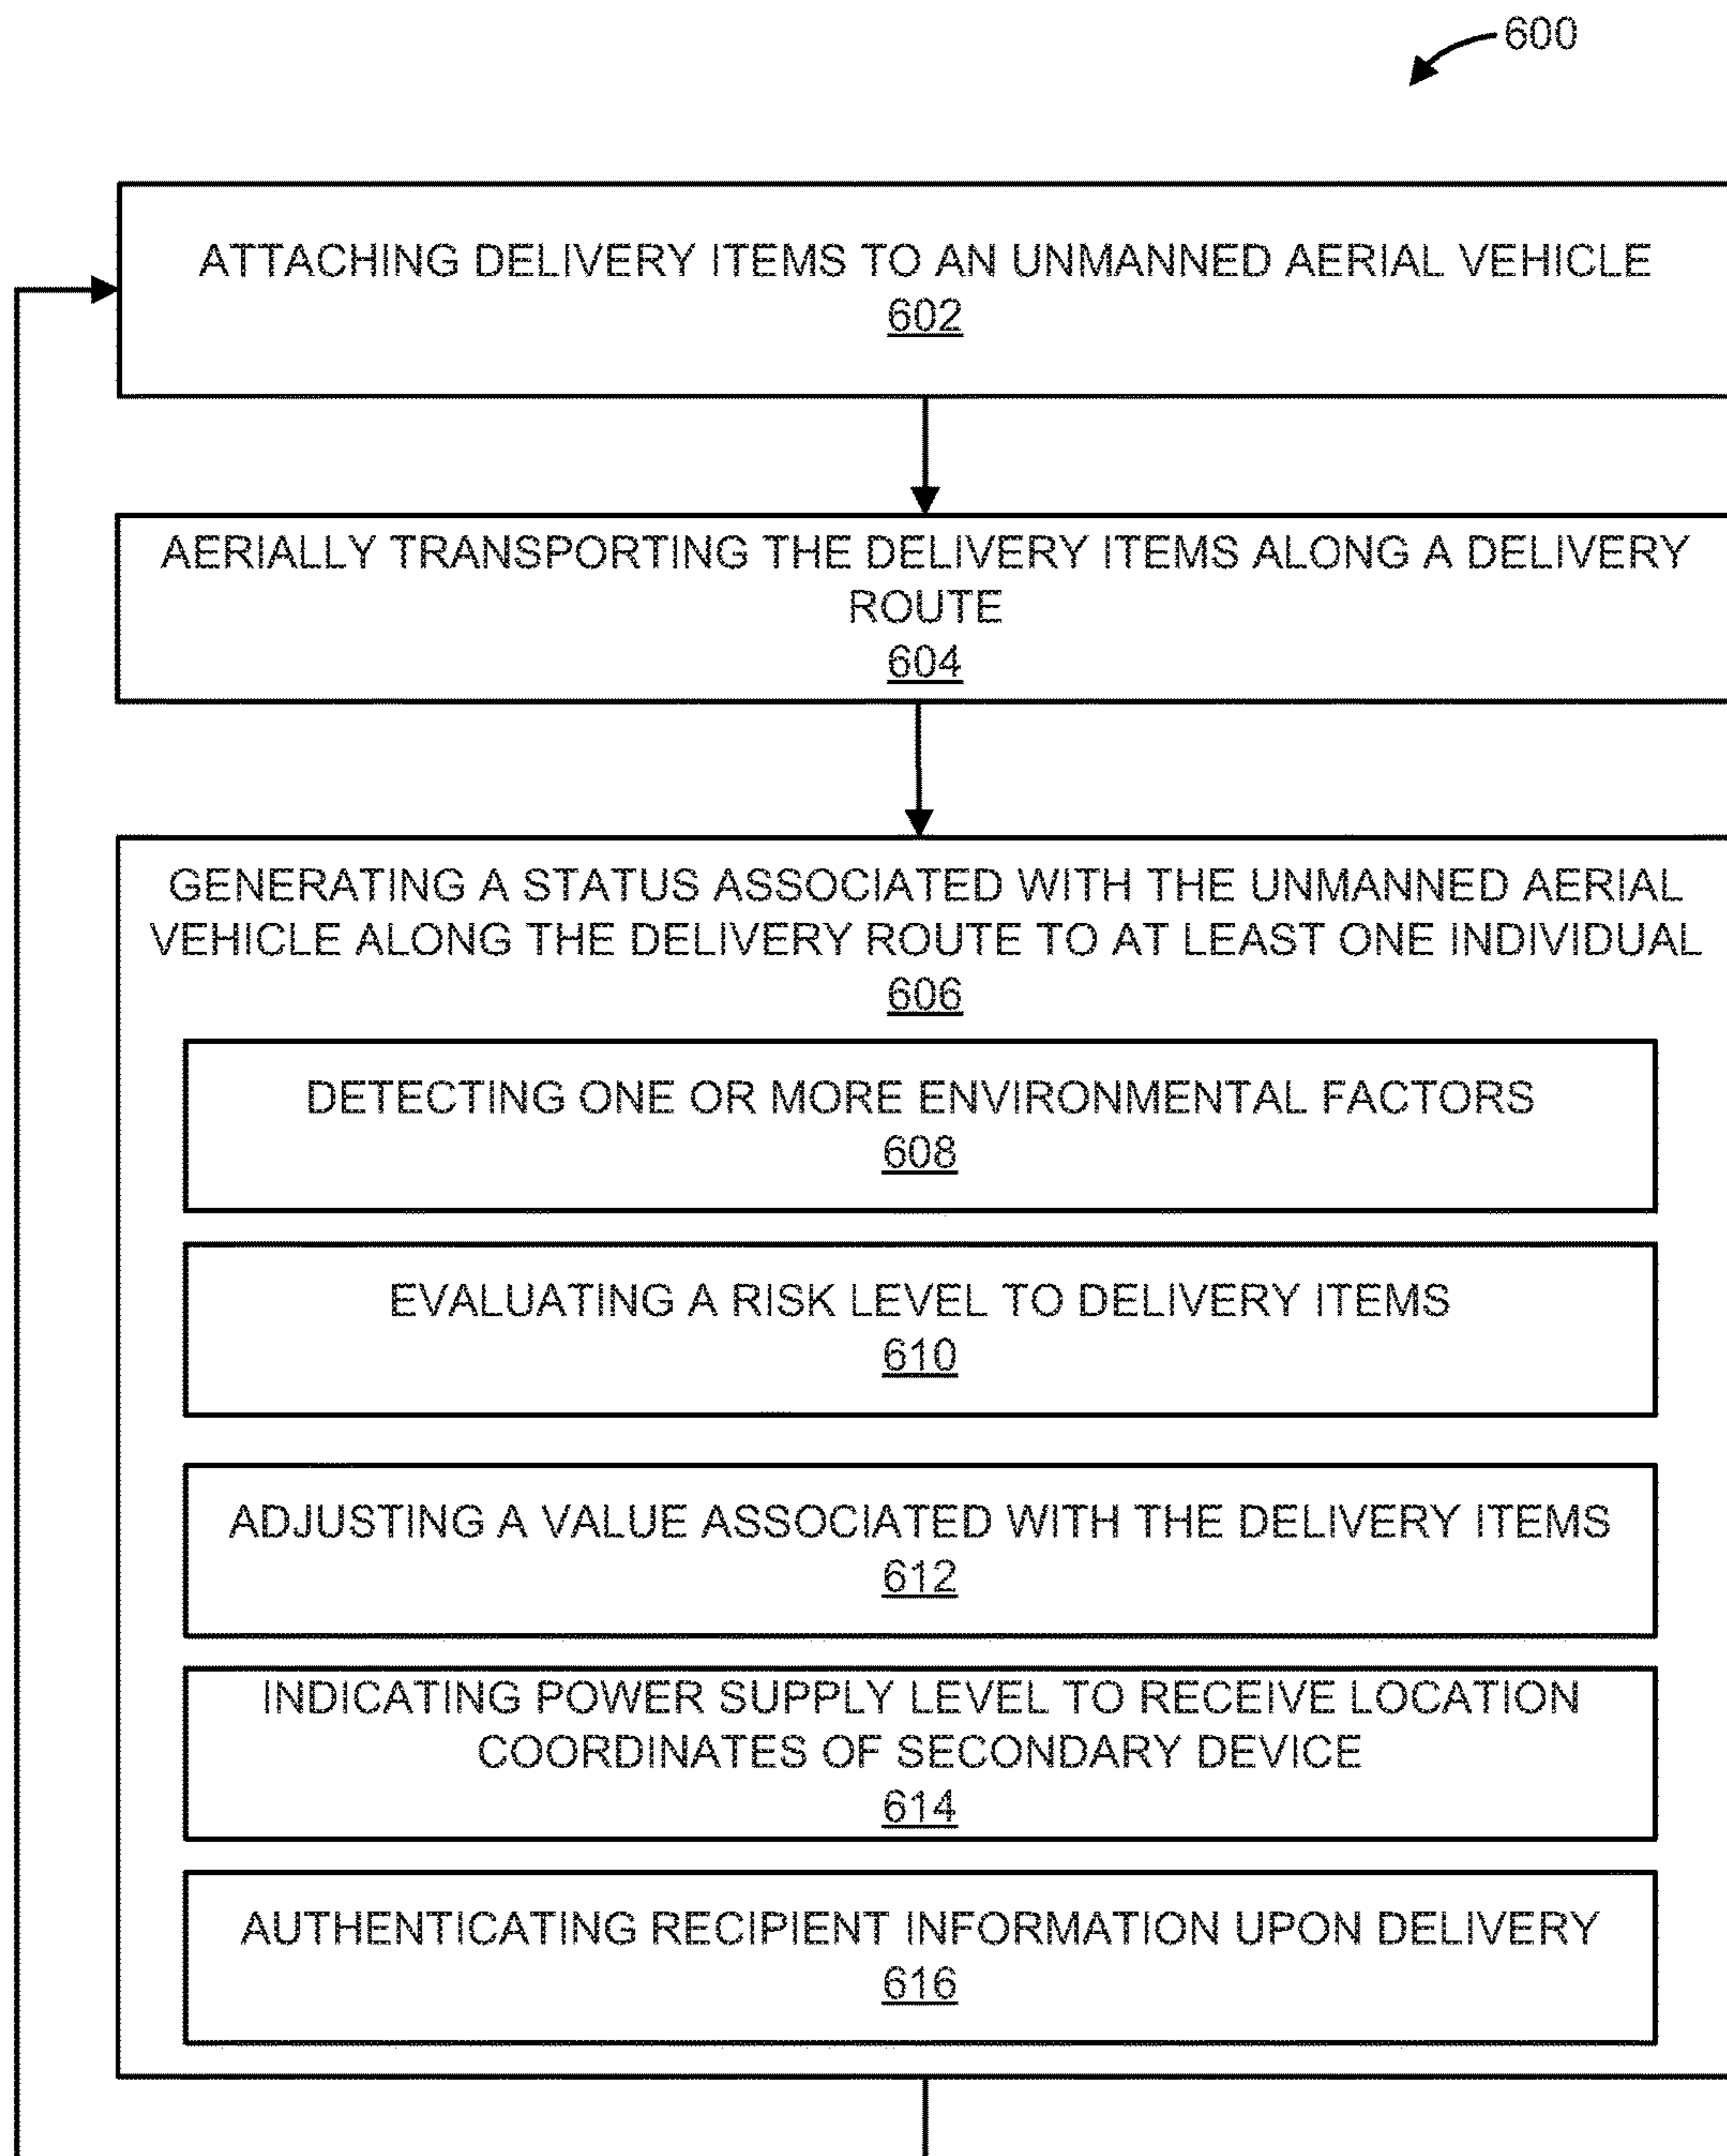 600
ATTACHING DELIVERY ITEMS TO AN UNMANNED AERIAL VEHICLE
602
AERIALLY TRANSPORTING THE DELIVERY ITEMS ALONG A DELIVERY
ROUTE
604
GENERATING A STATUS ASSOCIATED WITH THE UNMANNED AERIAL
VEHICLE ALONG THE DELIVERY ROUTE TO AT LEAST ONE INDIVIDUAL
606
DETECTING ONE OR MORE ENVIRONMENTAL FACTORS
608
EVALUATING A RISK LEVEL TO DELIVERY ITEMS
610
ADJUSTING A VALUE ASSOCIATED WITH THE DELIVERY ITEMS
612
INDICATING POWER SUPPLY LEVEL TO RECEIVE LOCATION
COORDINATES OF SECONDARY DEVICE
614
AUTHENTICATING RECIPIENT INFORMATION UPON DELIVERY
616